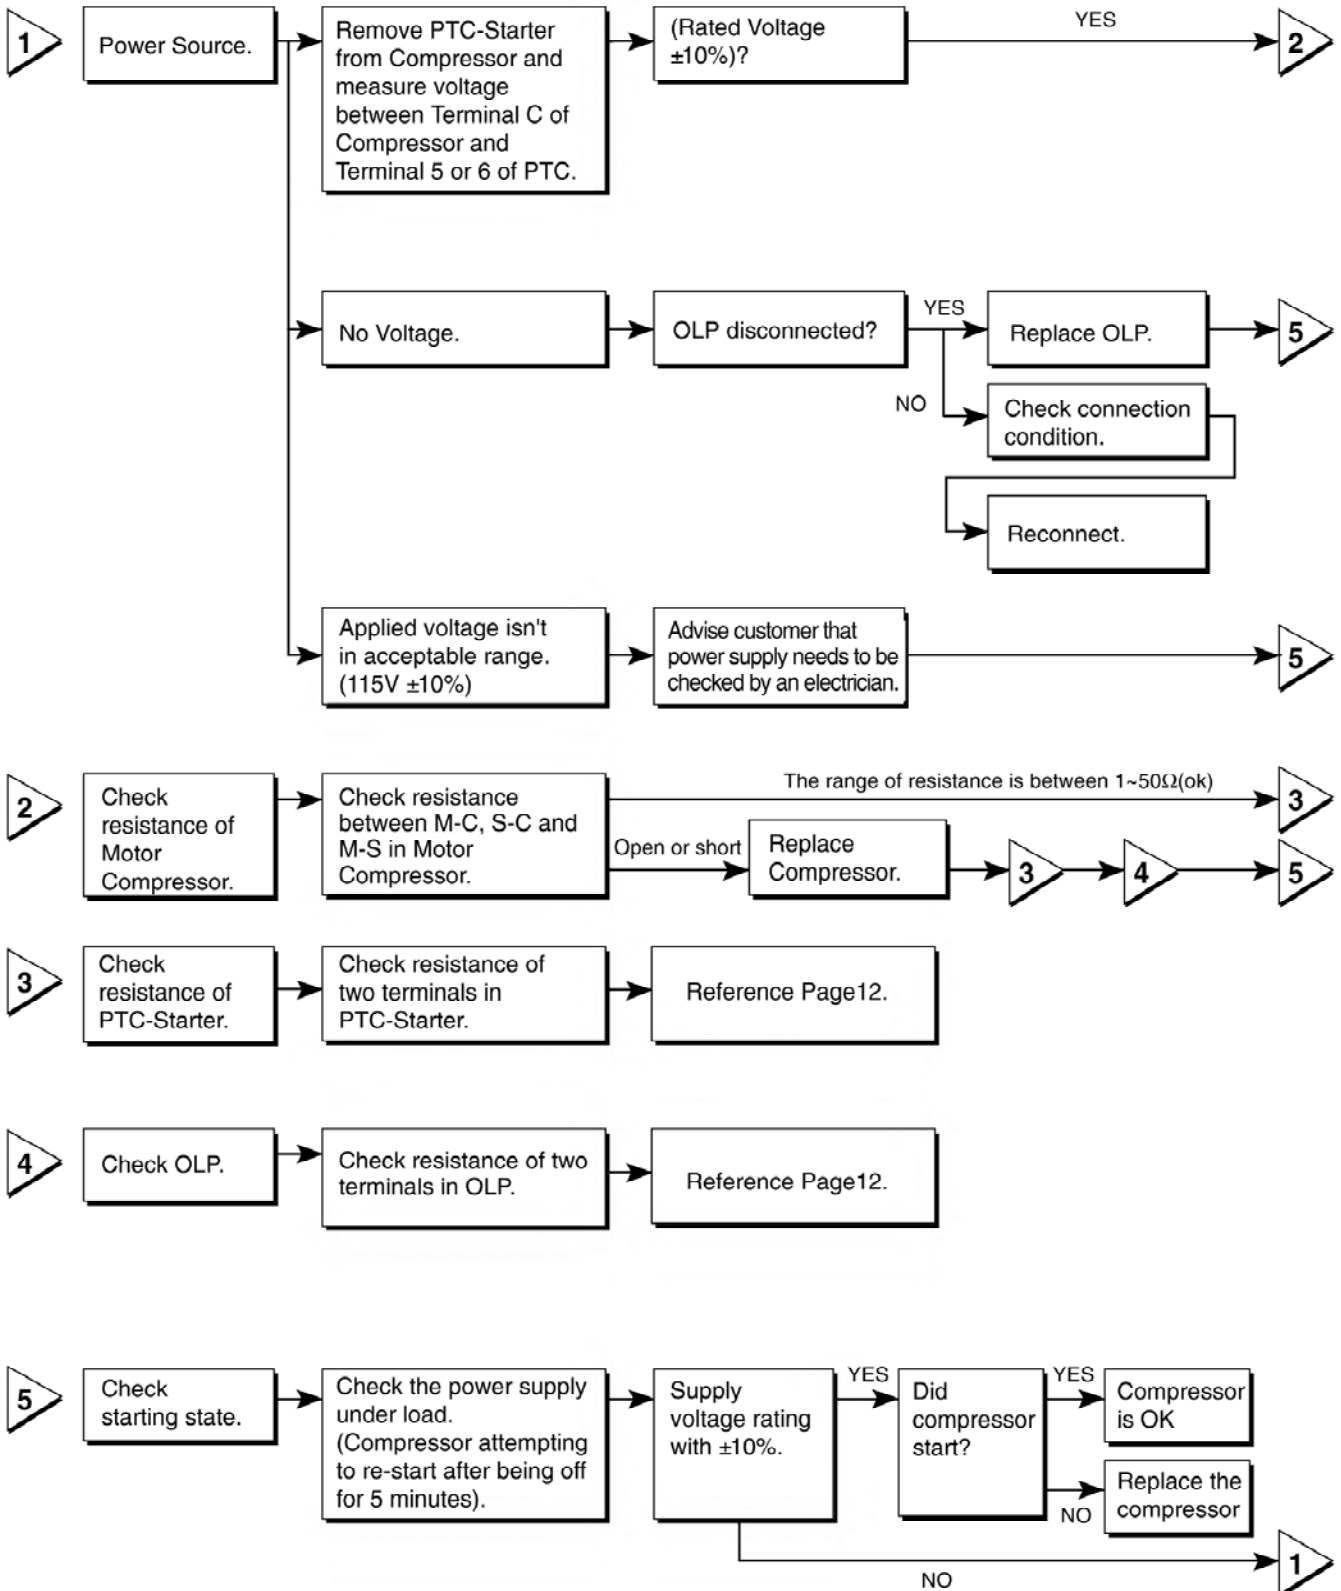 1
Power Source.
Remove PTC-Starter
from Compressor and
measure voltage
between Terminal C of
Compressor and
Terminal 5 or 6 of PTC.
(Rated Voltage
±10%)?
YES
2
No Voltage.
OLP disconnected?
YES
Replace OLP.
5
NO
Check connection
condition.
Reconnect.
Applied voltage isn't
in acceptable range.
(115V ±10%)
Advise customer that
power supply needs to be
checked by an electrician.
5
2
Check
resistance of
Motor
Compressor.
Check resistance
between M-C, S-C and
M-S in Motor
Compressor.
The range of resistance is between 1~50Ω(ok)
3
Open or short
Replace
Compressor.
3
4
5
3
Check
resistance of
PTC-Starter.
Check resistance of
two terminals in
PTC-Starter.
Reference Page12.
4
Check OLP.
Check resistance of two
terminals in OLP.
Reference Page12.
5
Check
starting state.
Check the power supply
under load.
(Compressor attempting
to re-start after being off
for 5 minutes).
Supply
voltage rating
with ±10%.
YES
Did
compressor
start?
YES
Compressor
is OK
NO
Replace the
compressor
NO
1